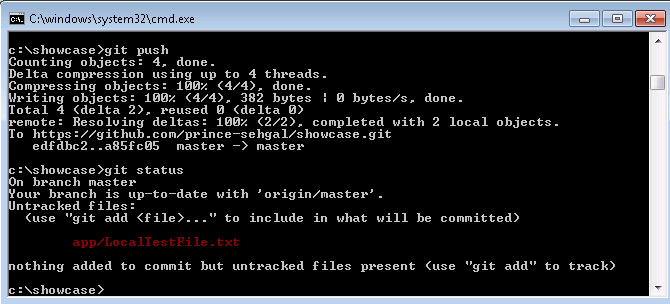 C:\windows\system32\cmd.exe
c:\showcase>git push
Counting objects: 4, done.
Delta compression using up to 4 threads.
Compressing objects: 100% (4/4), done.
Writing objects: 100% (4/4), 382 bytes ¦ 0 bytes/s, done.
Total 4 (delta 2), reused 0 (delta 0)
remote: Resolving deltas: 100% (2/2), completed with 2 local objects.
To https://github.com/prince-sehgal/showcase.git
edfdbc2..a85fc05 master -> master
c:\showcase>git status
On branch master
Your branch is up-to-date with 'origin/master'.
Untracked files:
(use "git add <file>..." to include in what will be committed)
app/LocalTestFile.txt
nothing added to commit but untracked files present (use "git add" to track)
c:\showcase>